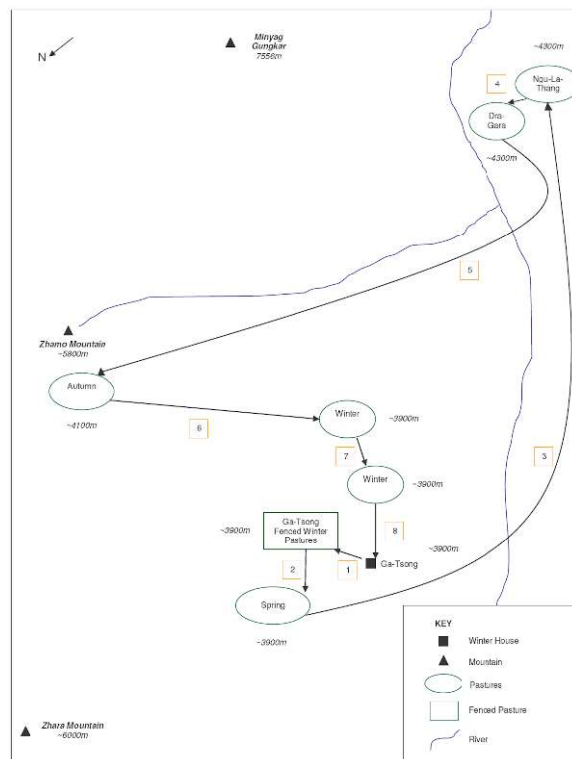 Minyag
Gungkar
7556m
N
~4300m
4
Ngu-La-
Thang
Dra-
Gara
~4300m
5
Zhamo Mountain
~5800m
Autumn
~4100m
6
Winter
~3900m
7
3
Winter
~3900m
Ga-Tsong
Fenced Winter
Pastures
~3900m
8
~3900m
2
1
Ga-Tsong
Spring
~3900m
KEY
Winter House
Mountain
Pastures
Fenced Pasture
River
Zhara Mountain
~6000m